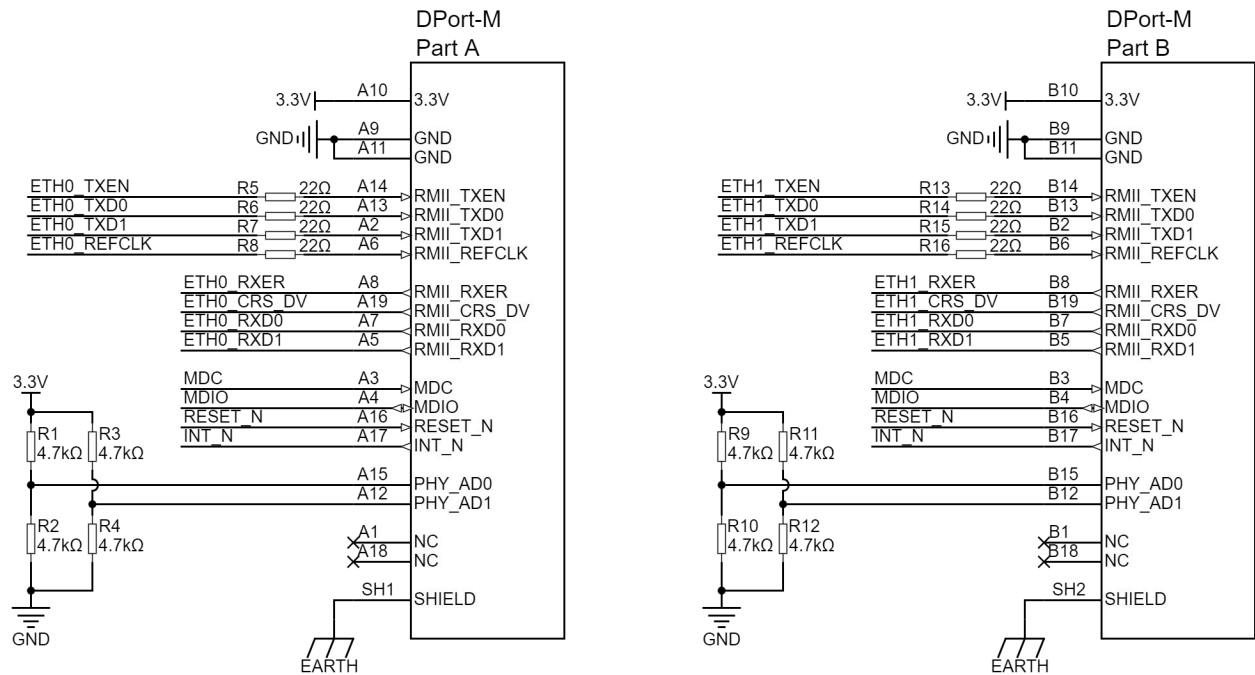 DPort-M
Part A
A10
3.3V 3.3V
A9
GND GND
A11
GND
ETH0_TXEN R5 22Ω A14 RMII_TXEN
ETH0_TXD0 R6 22Ω A13 RMII_TXD0
ETH0_TXD1 R7 22Ω A2 RMII_TXD1
ETH0_REFCLK R8 22Ω A6 RMII_REFCLK
ETH0_RXER A8 RMII_RXER
ETH0_CRS_DV A19 RMII_CRS_DV
ETH0_RXD0 A7 RMII_RXD0
ETH0_RXD1 A5 RMII_RXD1
MDC A3 MDC
MDIO A4 MDIO
RESET_N A16 RESET_N
INT_N A17 INT_N
3.3V
R1 R3
4.7kΩ 4.7kΩ
A15 PHY_AD0
A12 PHY_AD1
R2 R4
4.7kΩ 4.7kΩ
A1 NC
A18 NC
SH1 SHIELD
GND
EARTH
DPort-M
Part B
B10
3.3V 3.3V
B9
GND GND
B11
GND
ETH1_TXEN R13 22Ω B14 RMII_TXEN
ETH1_TXD0 R14 22Ω B13 RMII_TXD0
ETH1_TXD1 R15 22Ω B2 RMII_TXD1
ETH1_REFCLK R16 22Ω B6 RMII_REFCLK
ETH1_RXER B8 RMII_RXER
ETH1_CRS_DV B19 RMII_CRS_DV
ETH1_RXD0 B7 RMII_RXD0
ETH1_RXD1 B5 RMII_RXD1
MDC B3 MDC
MDIO B4 MDIO
RESET_N B16 RESET_N
INT_N B17 INT_N
3.3V
R9 R11
4.7kΩ 4.7kΩ
B15 PHY_AD0
B12 PHY_AD1
R10 R12
4.7kΩ 4.7kΩ
B1 NC
B18 NC
SH2 SHIELD
GND
EARTH